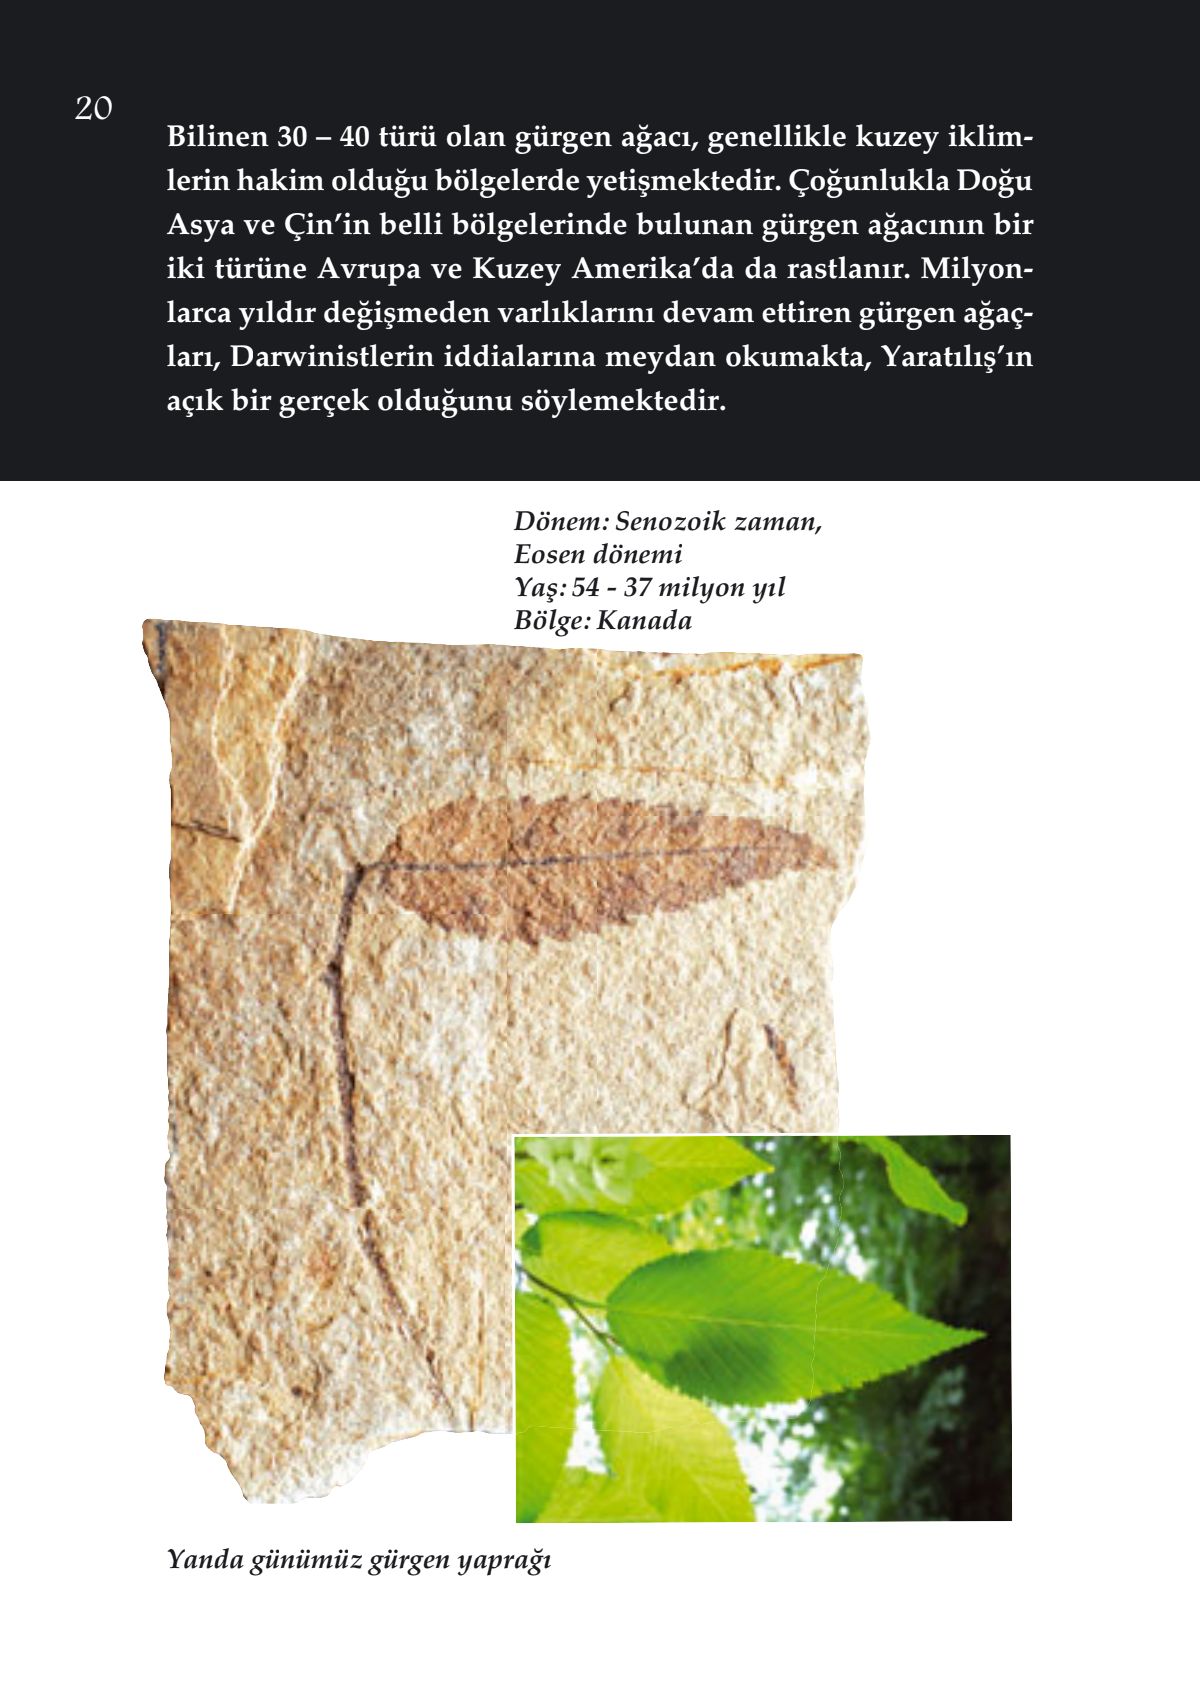 20
Bilinen 30 – 40 türü olan gürgen ağacı, genellikle kuzey iklim-
lerin hakim olduğu bölgelerde yetişmektedir. Çoğunlukla Doğu
Asya ve Çin’in belli bölgelerinde bulunan gürgen ağacının bir
iki türüne Avrupa ve Kuzey Amerika’da da rastlanır. Milyon-
larca yıldır değişmeden varlıklarını devam ettiren gürgen ağaç-
ları, Darwinistlerin iddialarına meydan okumakta, Yaratılış’ın
açık bir gerçek olduğunu söylemektedir.
Dönem: Senozoik zaman,
Eosen dönemi
Yaş: 54 - 37 milyon yıl
Bölge: Kanada
Yanda günümüz gürgen yaprağı